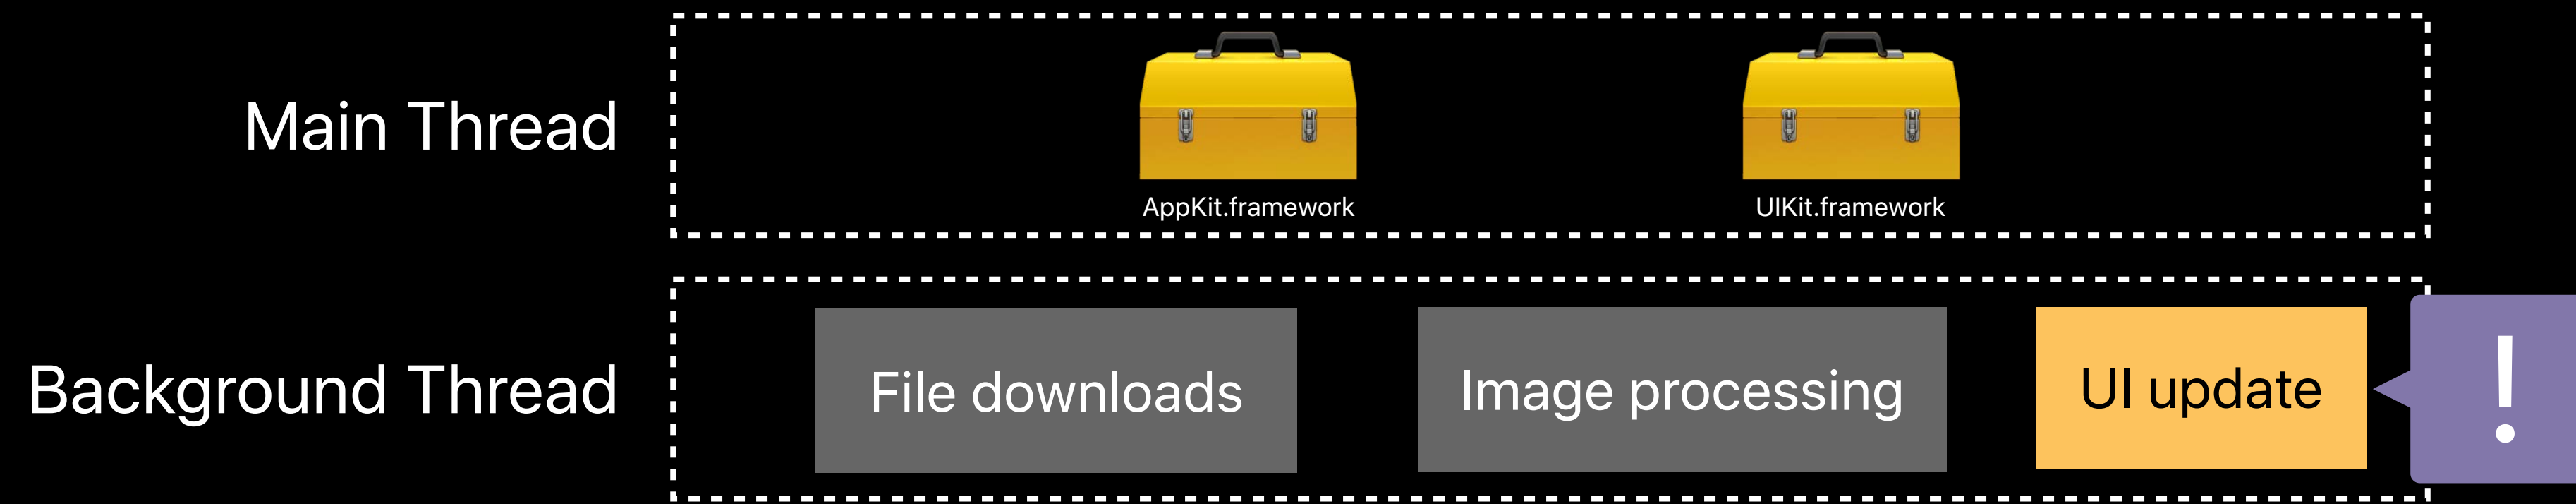 Main Thread
AppKit.framework
UIKit.framework
Background Thread
File downloads
Image processing
UI update
!